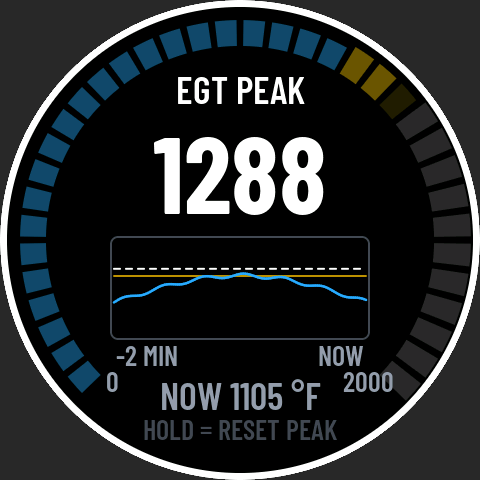 EGT PEAK
1288
-2 MIN NOW
0 2000
NOW 1105 °F
HOLD = RESET PEAK